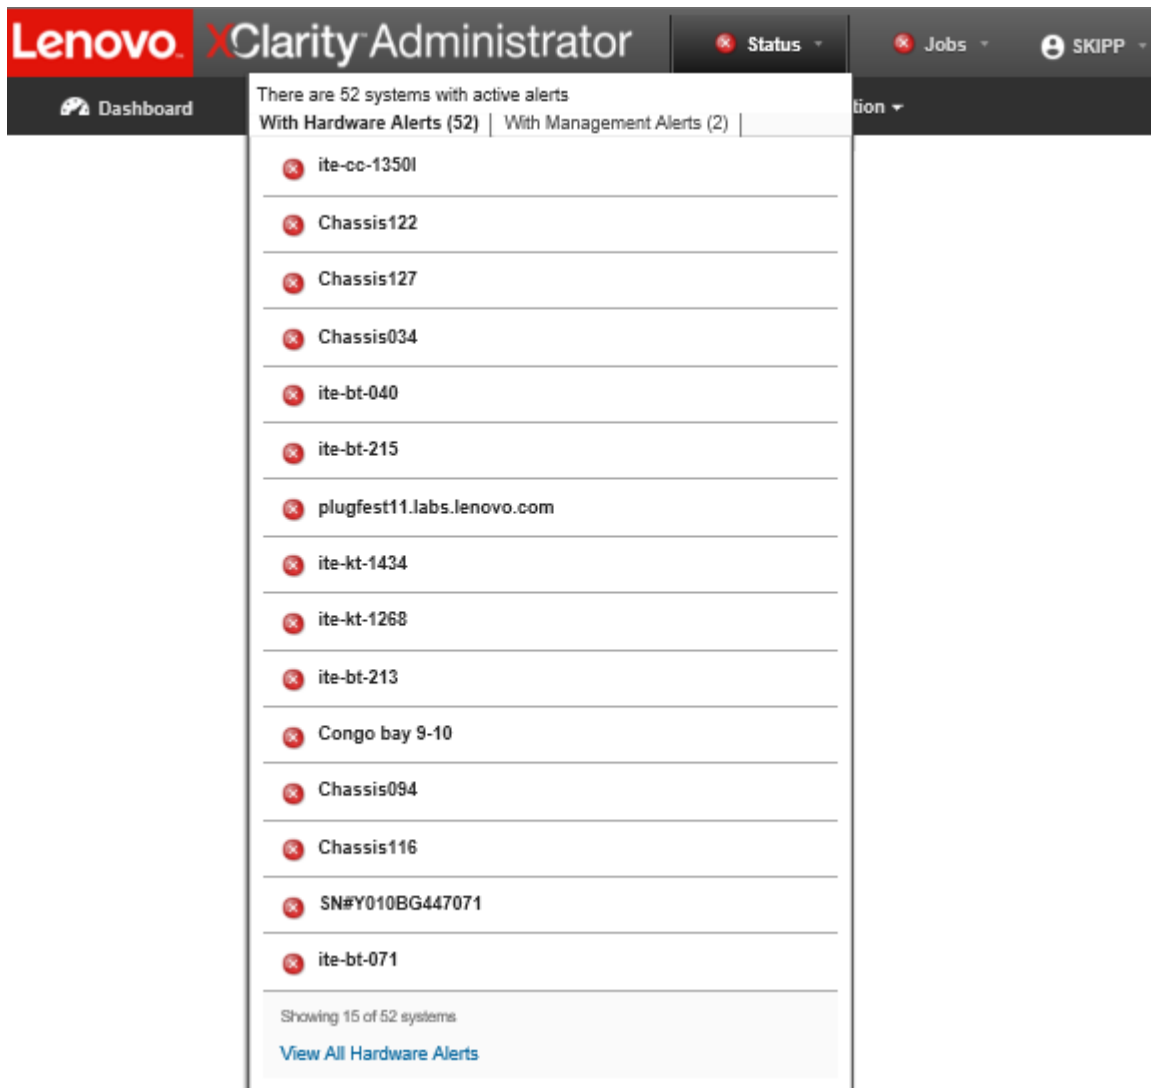 Lenovo XClarity Administrator Status Jobs SKIPP
Dashboard tion
There are 52 systems with active alerts
With Hardware Alerts (52) | With Management Alerts (2) |
ite-cc-1350l
Chassis122
Chassis127
Chassis034
ite-bt-040
ite-bt-215
plugfest11.labs.lenovo.com
ite-kt-1434
ite-kt-1268
ite-bt-213
Congo bay 9-10
Chassis094
Chassis116
SN#Y010BG447071
ite-bt-071
Showing 15 of 52 systems
View All Hardware Alerts